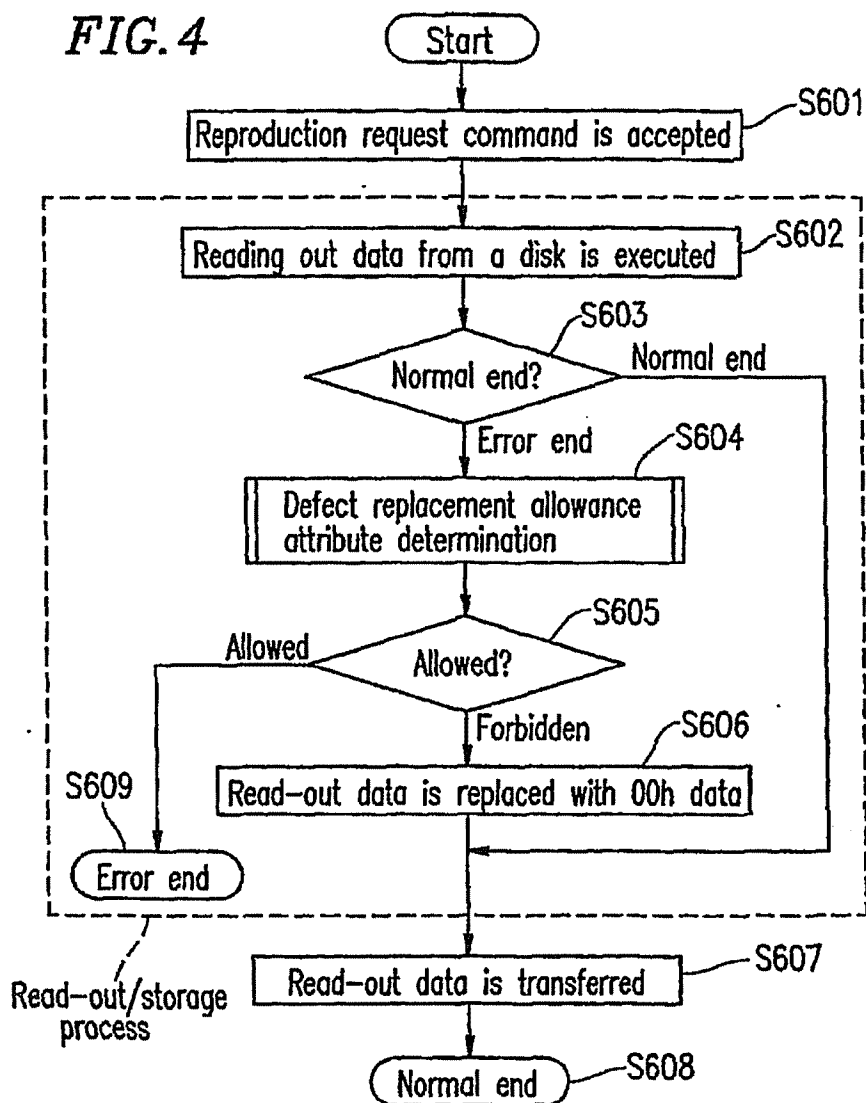 FIG. 4
Start
S601
Reproduction request command is accepted
S602
Reading out data from a disk is executed
S603
Normal end?
Normal end
Error end
S604
Defect replacement allowance
attribute determination
S605
Allowed
Allowed?
Forbidden
S606
Read-out data is replaced with 00h data
S609
Error end
Read-out/storage
process
S607
Read-out data is transferred
S608
Normal end